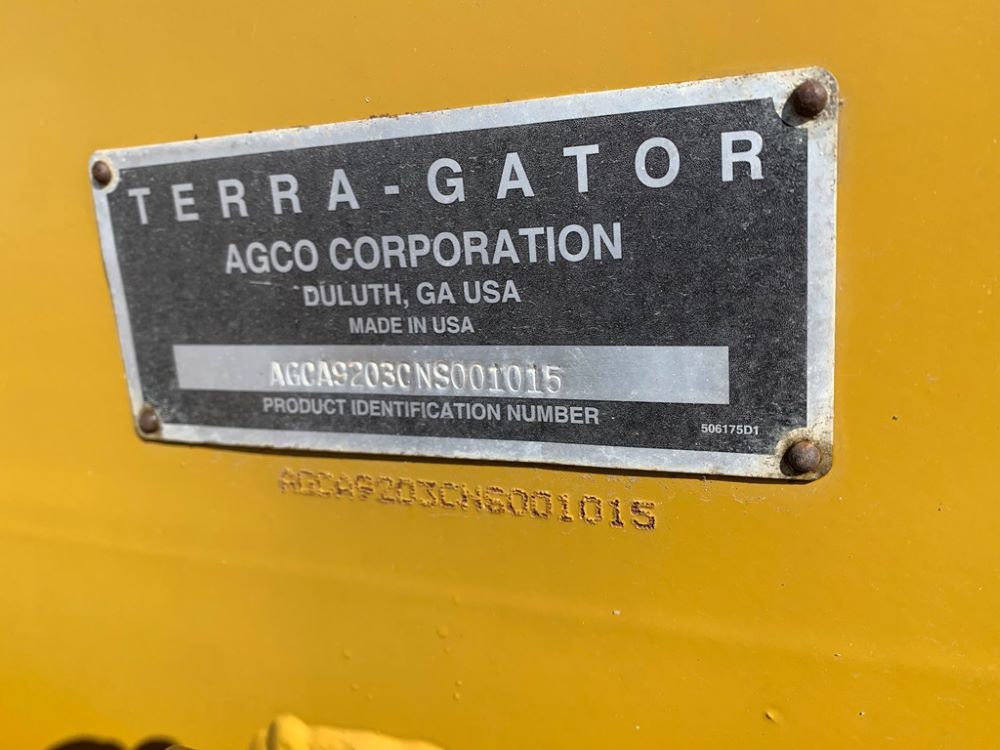 TERRA-GATOR
AGCO CORPORATION
DULUTH, GA USA
MADE IN USA
AGCA9203CNS001015
PRODUCT IDENTIFICATION NUMBER
506175D1
AGCA9203CNS001015